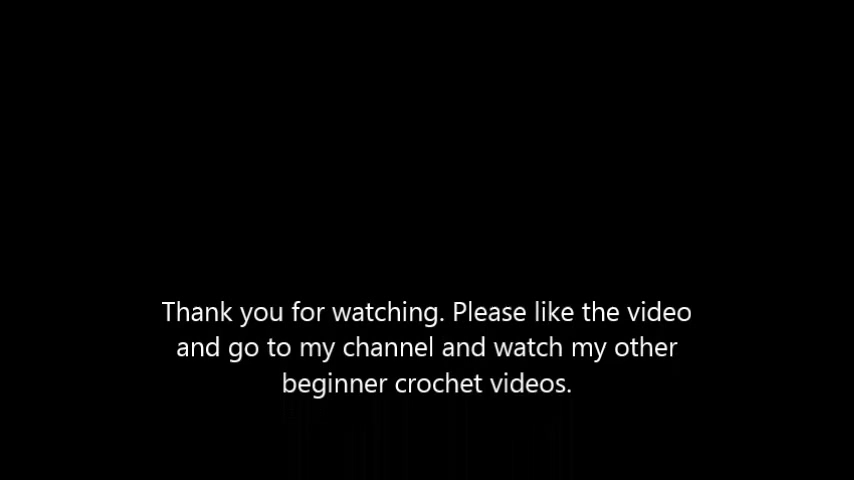 Thank you for watching. Please like the video
and go to my channel and watch my other
beginner crochet videos.